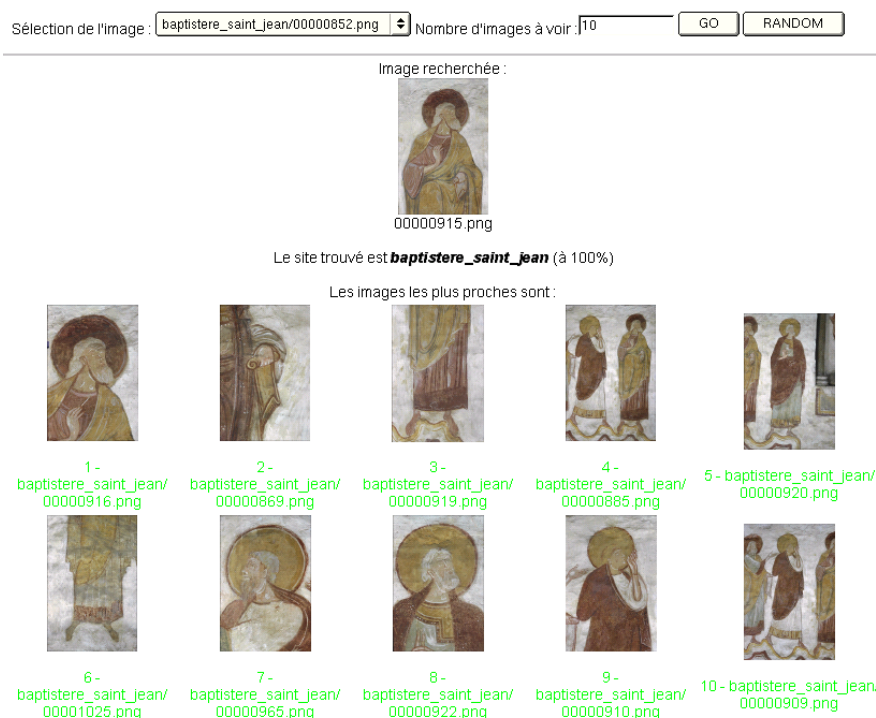 Sélection de l'image : baptistere_saint_jean/00000852.png Nombre d'images à voir : 10 GO RANDOM
Image recherchée :
00000915.png
Le site trouvé est baptistere_saint_jean (à 100%)
Les images les plus proches sont :
1 -
baptistere_saint_jean/
00000916.png
2 -
baptistere_saint_jean/
00000869.png
3 -
baptistere_saint_jean/
00000919.png
4 -
baptistere_saint_jean/
00000885.png
5 - baptistere_saint_jean/
00000920.png
6 -
baptistere_saint_jean/
00001025.png
7 -
baptistere_saint_jean/
00000965.png
8 -
baptistere_saint_jean/
00000922.png
9 -
baptistere_saint_jean/
00000910.png
10 - baptistere_saint_jean/
00000909.png